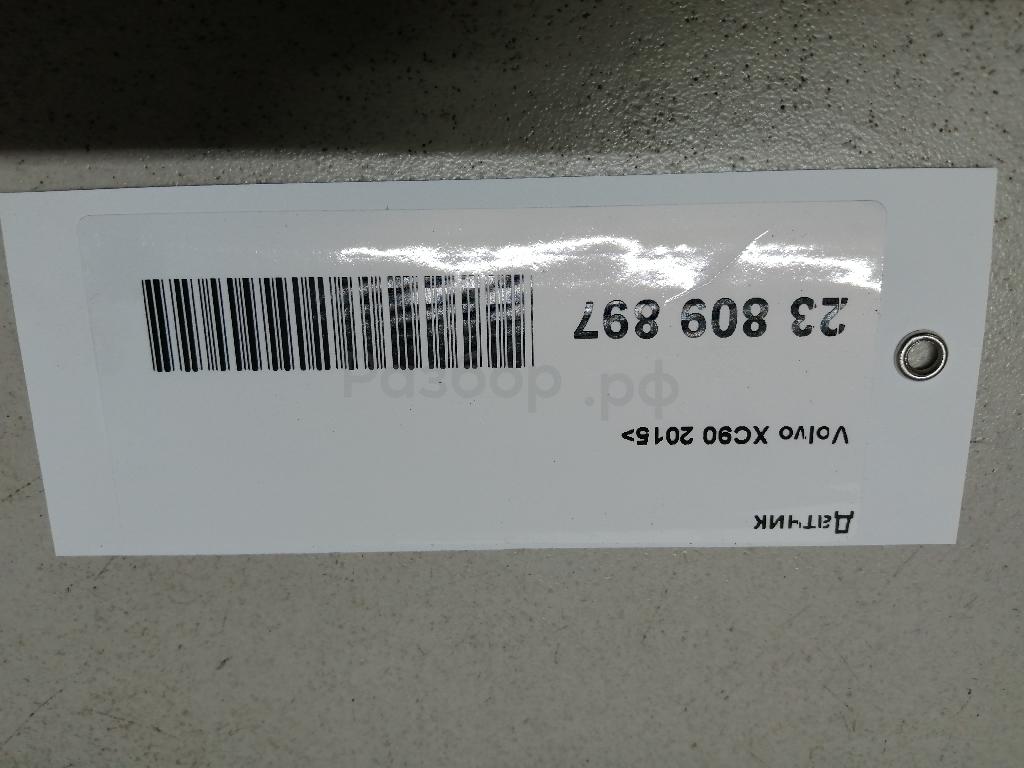 Датчик
Volvo XC90 2015>
23 809 897
Разбор.рф